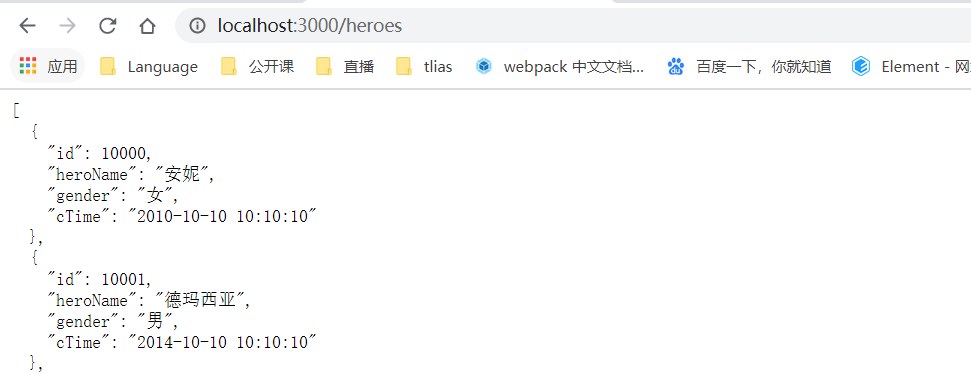 localhost:3000/heroes
应用 Language 公开课 直播 tlias webpack 中文文档... 百度一下，你就知道 Element - 网
[
{
"id": 10000,
"heroName": "安妮",
"gender": "女",
"cTime": "2010-10-10 10:10:10"
},
{
"id": 10001,
"heroName": "德玛西亚",
"gender": "男",
"cTime": "2014-10-10 10:10:10"
},